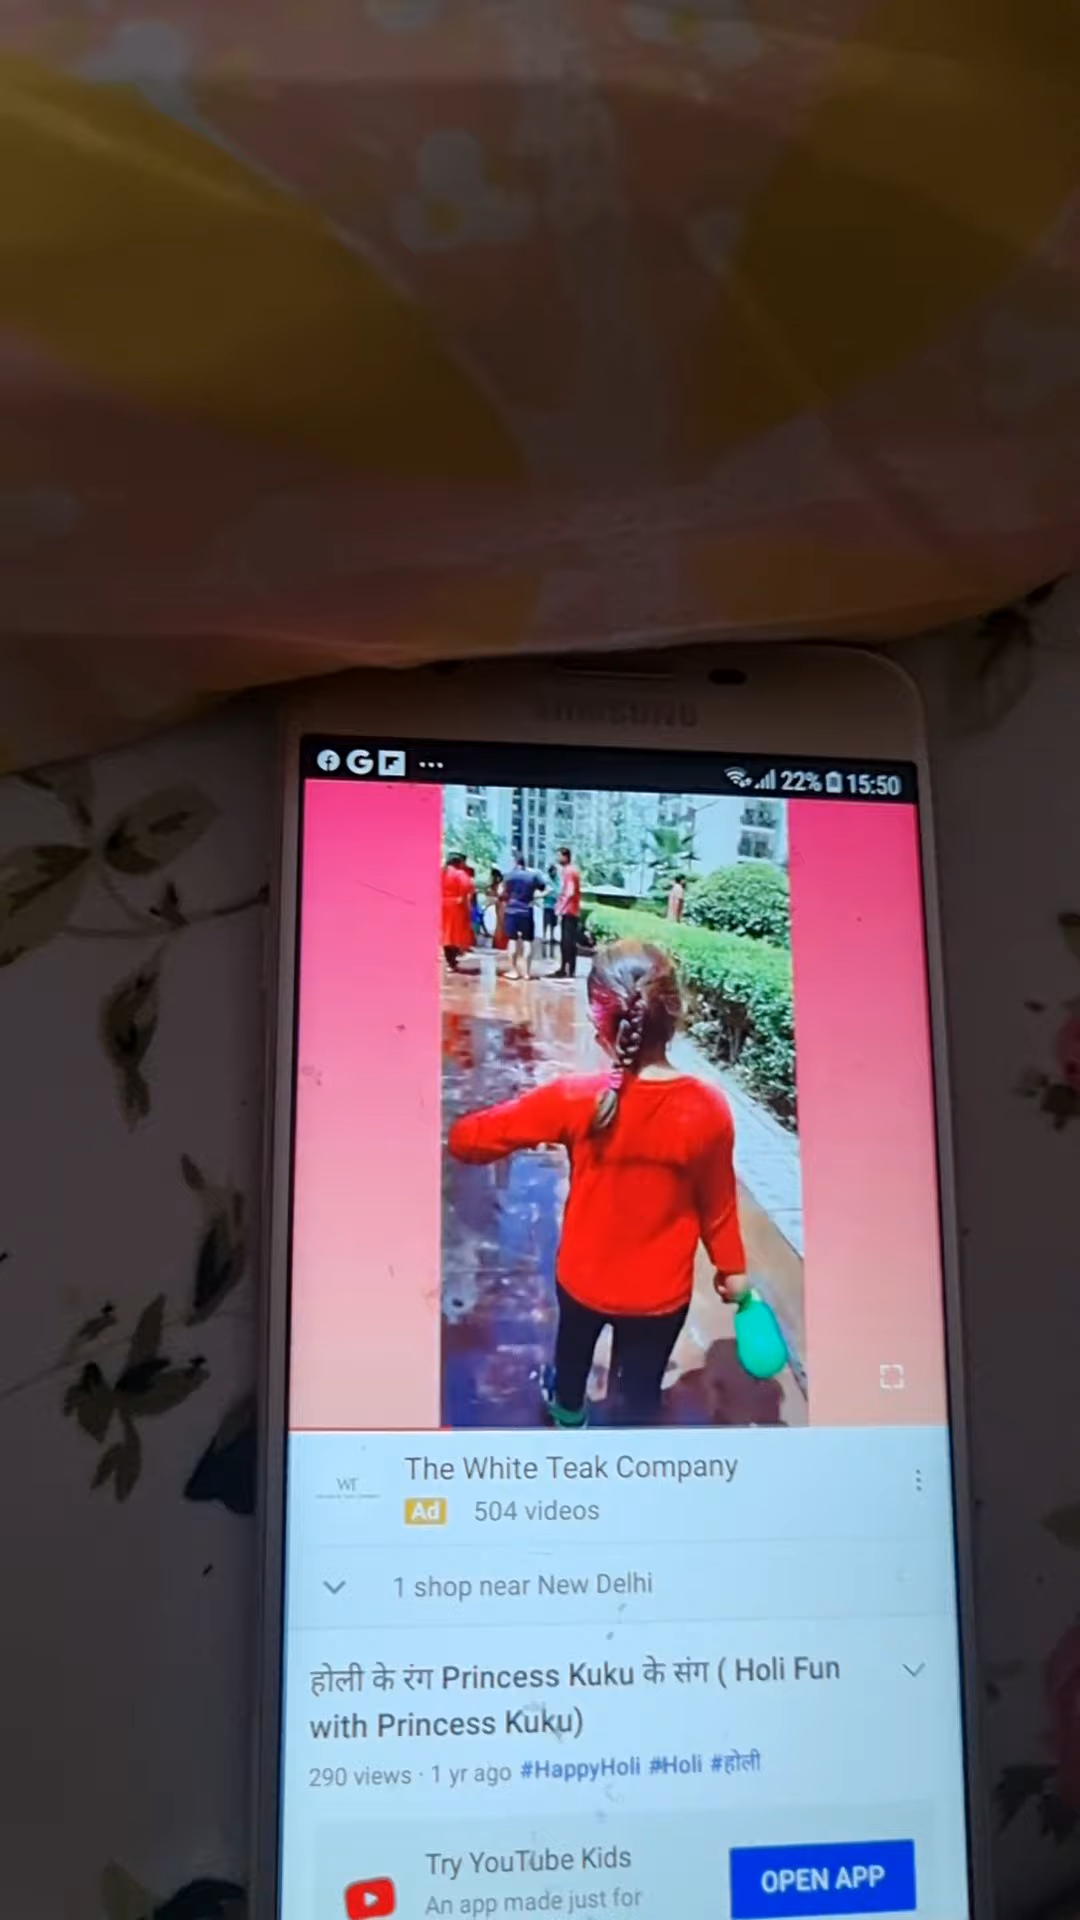 SAMSUNG
22% 15:50
The White Teak Company
Ad 504 videos
1 shop near New Delhi
होली के रंग Princess Kuku के संग ( Holi Fun
with Princess Kuku)
290 views · 1 yr ago #HappyHoli #Holi #होली
Try YouTube Kids
An app made just for
OPEN APP